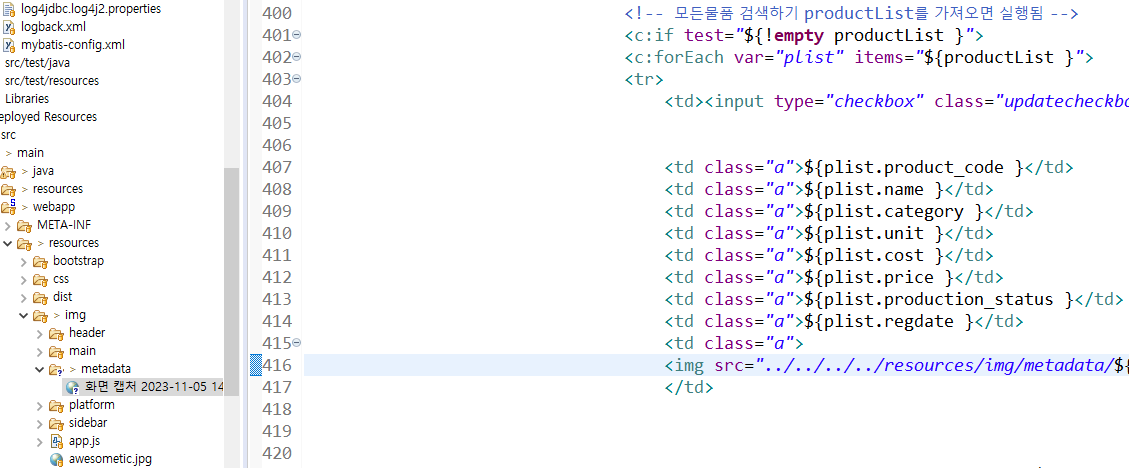 log4jdbc.log4j2.properties
logback.xml
mybatis-config.xml
src/test/java
src/test/resources
Libraries
eployed Resources
src
> main
> java
> resources
> webapp
META-INF
> resources
bootstrap
css
dist
> img
header
main
> metadata
화면 캡처 2023-11-05 14
platform
sidebar
app.js
awesometic.jpg
400 <!-- 모든물품 검색하기 productList를 가져오면 실행됨 -->
401 <c:if test="${!empty productList }">
402 <c:forEach var="plist" items="${productList }">
403 <tr>
404 <td><input type="checkbox" class="updatecheckbo
405
406
407 <td class="a">${plist.product_code }</td>
408 <td class="a">${plist.name }</td>
409 <td class="a">${plist.category }</td>
410 <td class="a">${plist.unit }</td>
411 <td class="a">${plist.cost }</td>
412 <td class="a">${plist.price }</td>
413 <td class="a">${plist.production_status }</td>
414 <td class="a">${plist.regdate }</td>
415 <td class="a">
416 <img src="../../../../resources/img/metadata/${
417 </td>
418
419
420